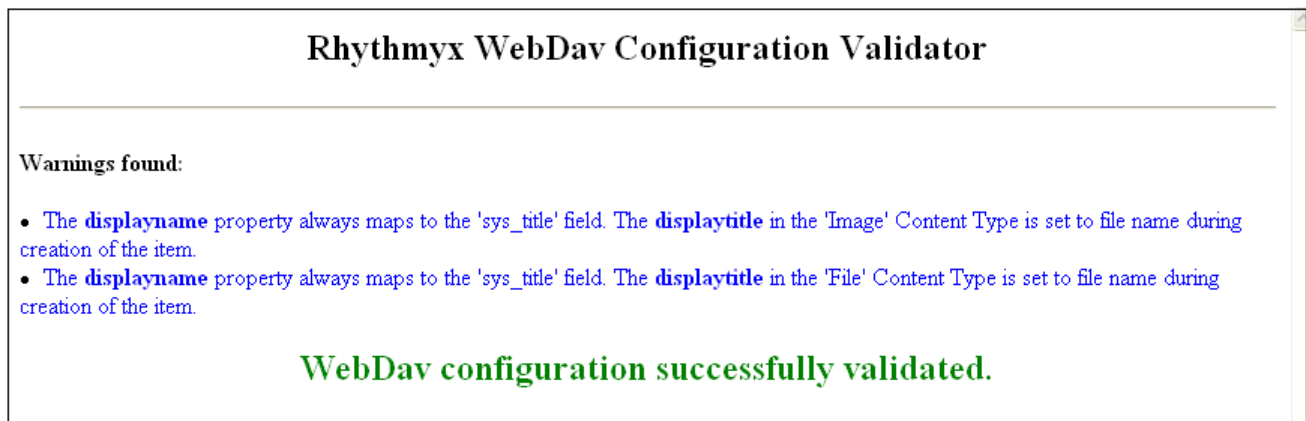 Rhythmyx WebDav Configuration Validator
Warnings found:
• The displayname property always maps to the 'sys_title' field. The displaytitle in the 'Image' Content Type is set to file name during
creation of the item.
• The displayname property always maps to the 'sys_title' field. The displaytitle in the 'File' Content Type is set to file name during
creation of the item.
WebDav configuration successfully validated.